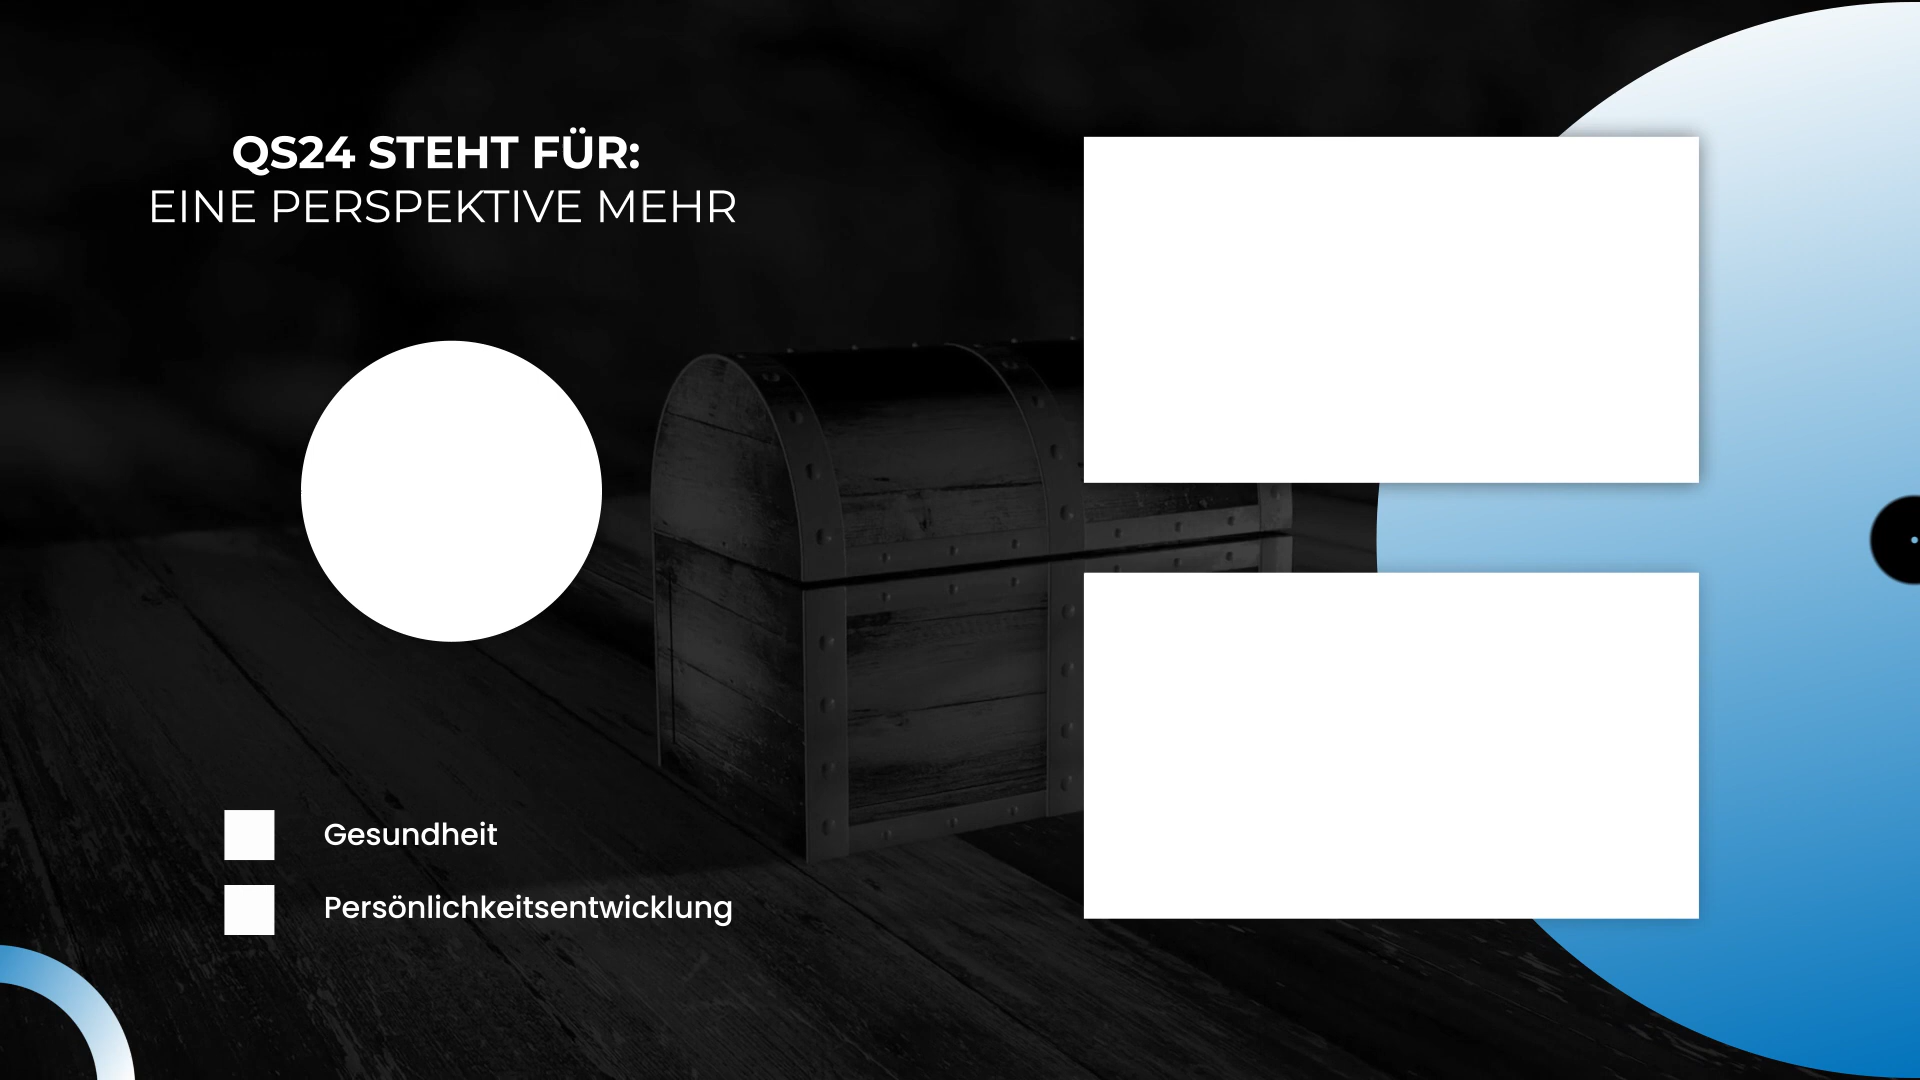 QS24 STEHT FÜR:
EINE PERSPEKTIVE MEHR
Gesundheit
Persönlichkeitsentwicklung